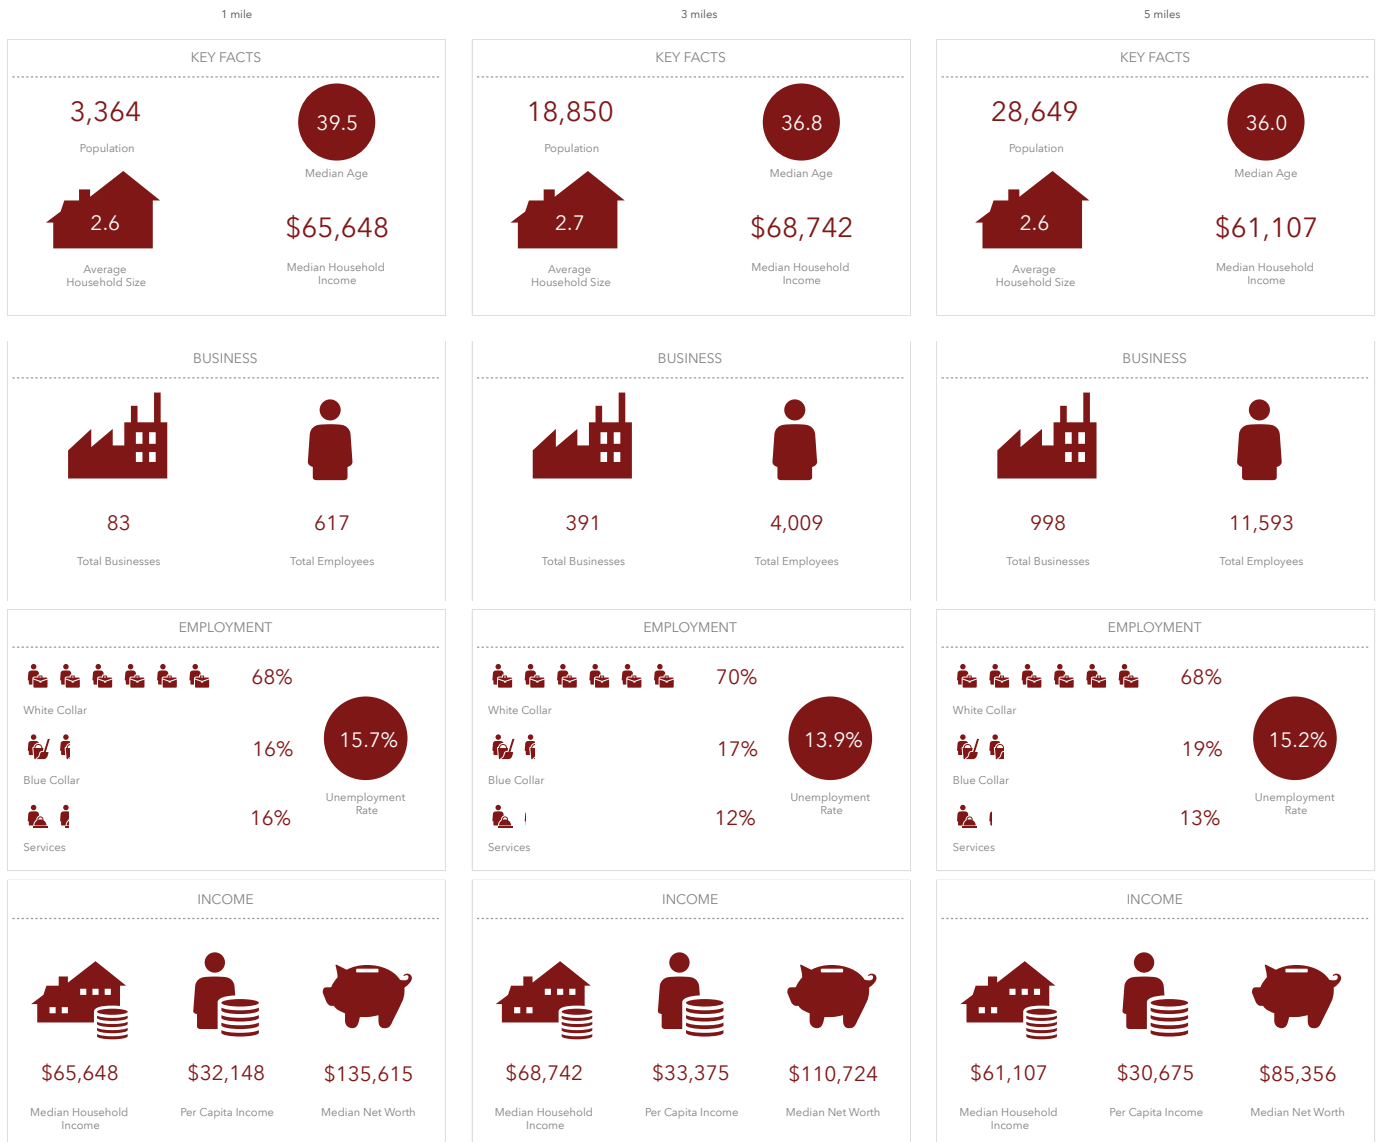 1 mile
3 miles
5 miles
KEY FACTS
3,364
Population
39.5
Median Age
2.6
Average
Household Size
$65,648
Median Household
Income
KEY FACTS
18,850
Population
36.8
Median Age
2.7
Average
Household Size
$68,742
Median Household
Income
KEY FACTS
28,649
Population
36.0
Median Age
2.6
Average
Household Size
$61,107
Median Household
Income
BUSINESS
83
Total Businesses
617
Total Employees
BUSINESS
391
Total Businesses
4,009
Total Employees
BUSINESS
998
Total Businesses
11,593
Total Employees
EMPLOYMENT
68%
White Collar
16%
Blue Collar
16%
Services
15.7%
Unemployment
Rate
EMPLOYMENT
70%
White Collar
17%
Blue Collar
12%
Services
13.9%
Unemployment
Rate
EMPLOYMENT
68%
White Collar
19%
Blue Collar
13%
Services
15.2%
Unemployment
Rate
INCOME
$65,648
Median Household
Income
$32,148
Per Capita Income
$135,615
Median Net Worth
INCOME
$68,742
Median Household
Income
$33,375
Per Capita Income
$110,724
Median Net Worth
INCOME
$61,107
Median Household
Income
$30,675
Per Capita Income
$85,356
Median Net Worth